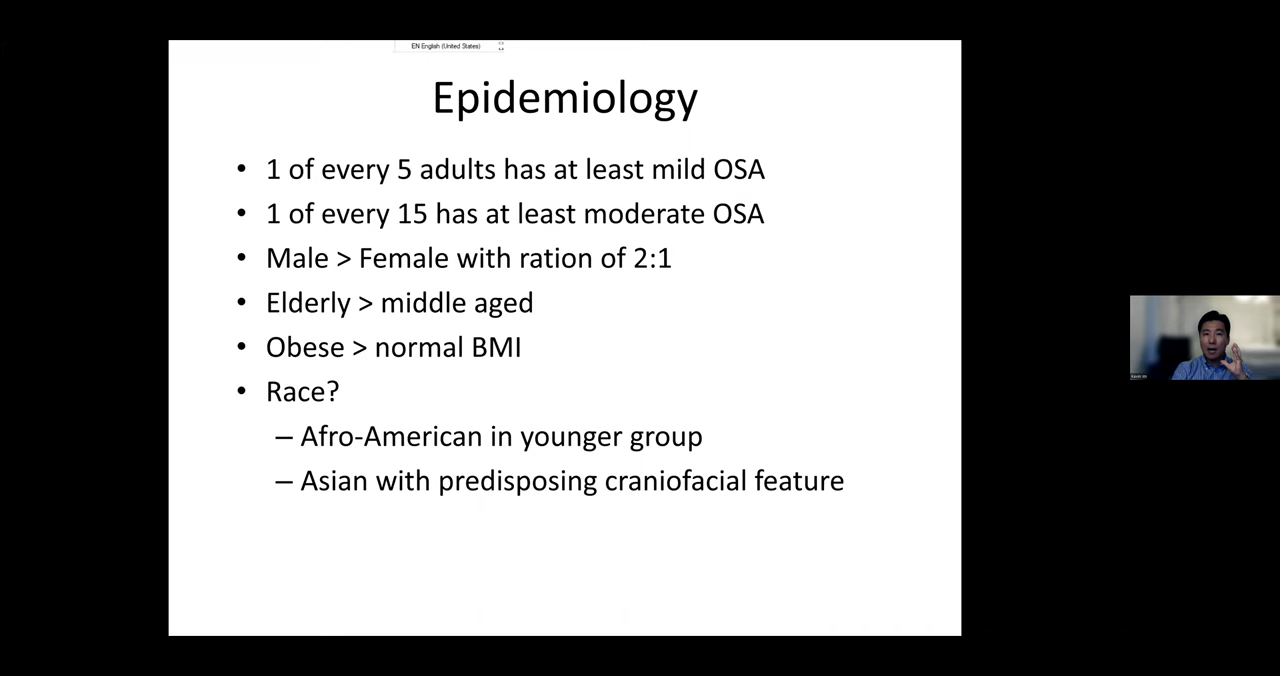 EN English (United States)
Epidemiology
• 1 of every 5 adults has at least mild OSA
• 1 of every 15 has at least moderate OSA
• Male > Female with ration of 2:1
• Elderly > middle aged
• Obese > normal BMI
• Race?
– Afro-American in younger group
– Asian with predisposing craniofacial feature